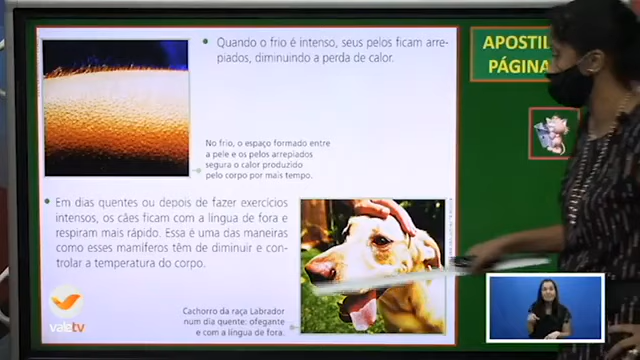 Quando o frio é intenso, seus pelos ficam arre-
piados, diminuindo a perda de calor.
No frio, o espaço formado entre
a pele e os pelos arrepiados
segura o calor produzido
pelo corpo por mais tempo.
Em dias quentes ou depois de fazer exercícios
intensos, os cães ficam com a língua de fora e
respiram mais rápido. Essa é uma das maneiras
como esses mamíferos têm de diminuir e con-
trolar a temperatura do corpo.
Cachorro da raça Labrador
num dia quente: ofegante
e com a língua de fora.
APOSTIL
PÁGINA
valetv